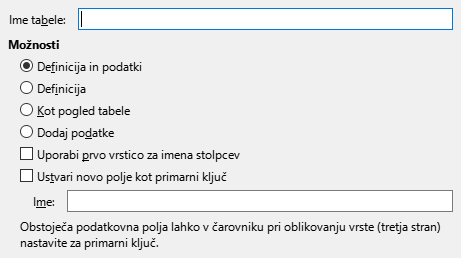 Ime tabele:
Možnosti
Definicija in podatki
Definicija
Kot pogled tabele
Dodaj podatke
Uporabi prvo vrstico za imena stolpcev
Ustvari novo polje kot primarni ključ
Ime:
Obstoječa podatkovna polja lahko v čarovniku pri oblikovanju vrste (tretja stran)
nastavite za primarni ključ.